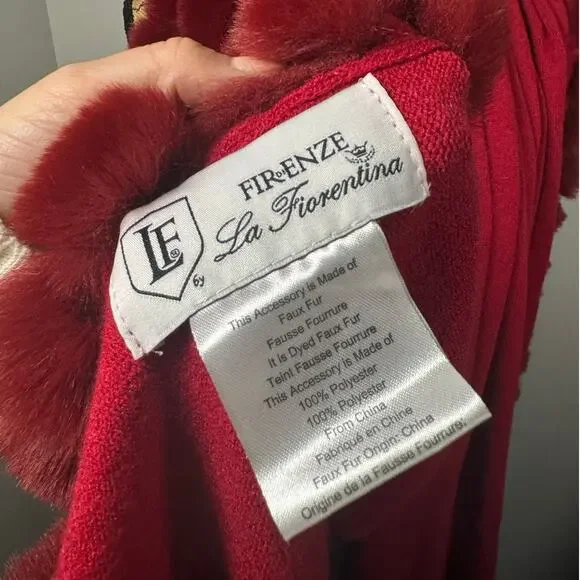 FIRENZE
LF ® by La Fiorentina
This Accessory is Made of
Faux Fur
Fausse Fourrure
It is Dyed Faux Fur
Teint Fausse Fourrure
This Accessory is Made of
100% Polyester
100% Polyester
From China
Fabriqué en Chine
Faux Fur Origin: China
Origine de la Fausse Fourrure: